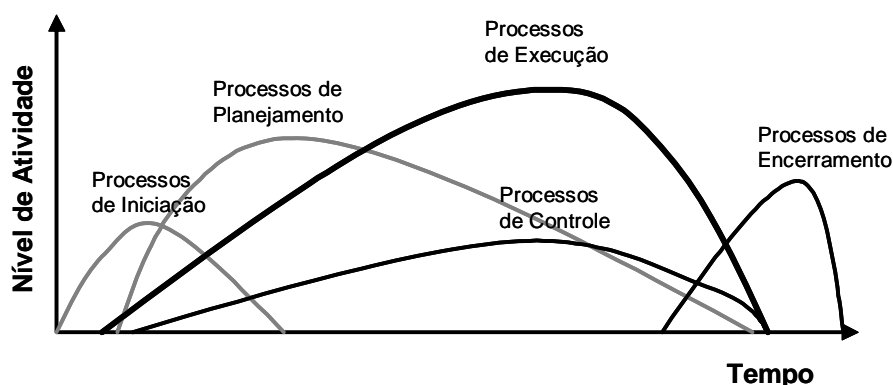 Nível de Atividade
Processos
de Iniciação
Processos de
Planejamento
Processos
de Execução
Processos
de Controle
Processos de
Encerramento
Tempo